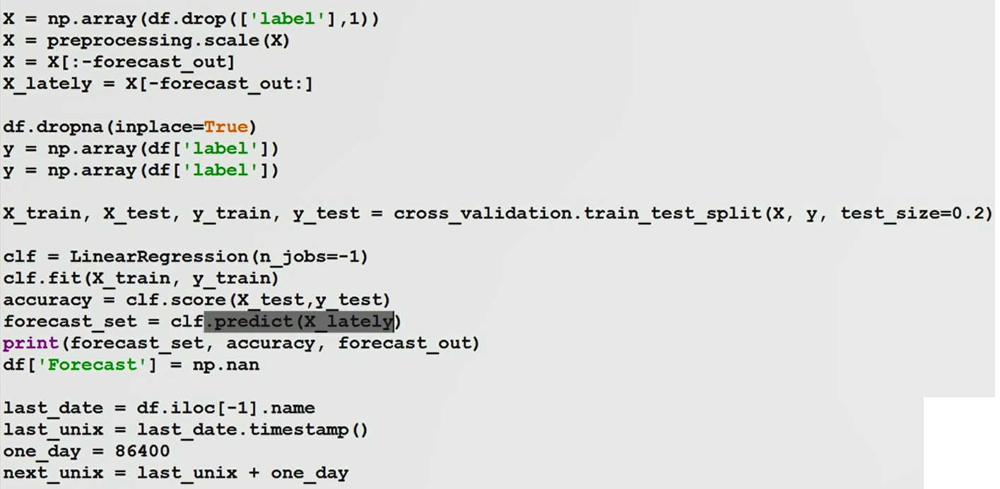 X = np.array(df.drop(['label'],1))
X = preprocessing.scale(X)
X = X[:-forecast_out]
X_lately = X[-forecast_out:]
df.dropna(inplace=True)
y = np.array(df['label'])
y = np.array(df['label'])
X_train, X_test, y_train, y_test = cross_validation.train_test_split(X, y, test_size=0.2)
clf = LinearRegression(n_jobs=-1)
clf.fit(X_train, y_train)
accuracy = clf.score(X_test,y_test)
forecast_set = clf.predict(X_lately)
print(forecast_set, accuracy, forecast_out)
df['Forecast'] = np.nan
last_date = df.iloc[-1].name
last_unix = last_date.timestamp()
one_day = 86400
next_unix = last_unix + one_day